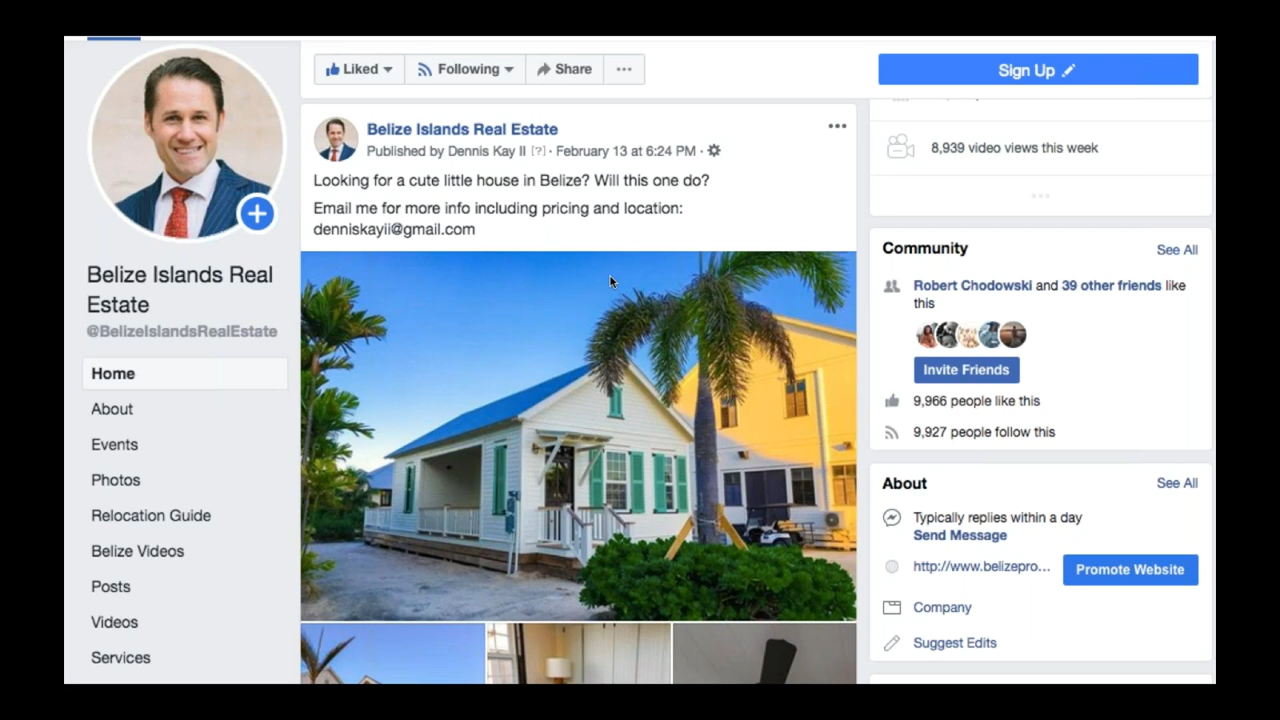 Liked
Following
Share
Sign Up
Belize Islands Real Estate
Published by Dennis Kay II [?] · February 13 at 6:24 PM ·
Looking for a cute little house in Belize? Will this one do?
Email me for more info including pricing and location:
denniskayii@gmail.com
Belize Islands Real
Estate
@BelizeIslandsRealEstate
Home
About
Events
Photos
Relocation Guide
Belize Videos
Posts
Videos
Services
8,939 video views this week
Community
See All
Robert Chodowski and 39 other friends like
this
Invite Friends
9,966 people like this
9,927 people follow this
About
See All
Typically replies within a day
Send Message
http://www.belizepro...
Promote Website
Company
Suggest Edits